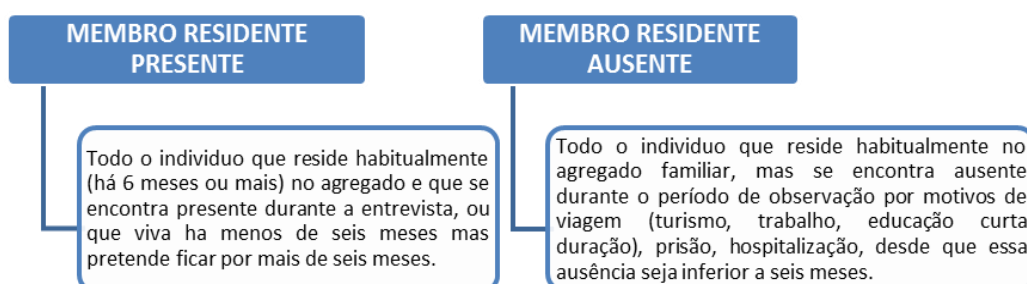 MEMBRO RESIDENTE
PRESENTE
Todo o individuo que reside habitualmente
(há 6 meses ou mais) no agregado e que se
encontra presente durante a entrevista, ou
que viva ha menos de seis meses mas
pretende ficar por mais de seis meses.
MEMBRO RESIDENTE
AUSENTE
Todo o individuo que reside habitualmente no
agregado familiar, mas se encontra ausente
durante o período de observação por motivos de
viagem (turismo, trabalho, educação curta
duração), prisão, hospitalização, desde que essa
ausência seja inferior a seis meses.